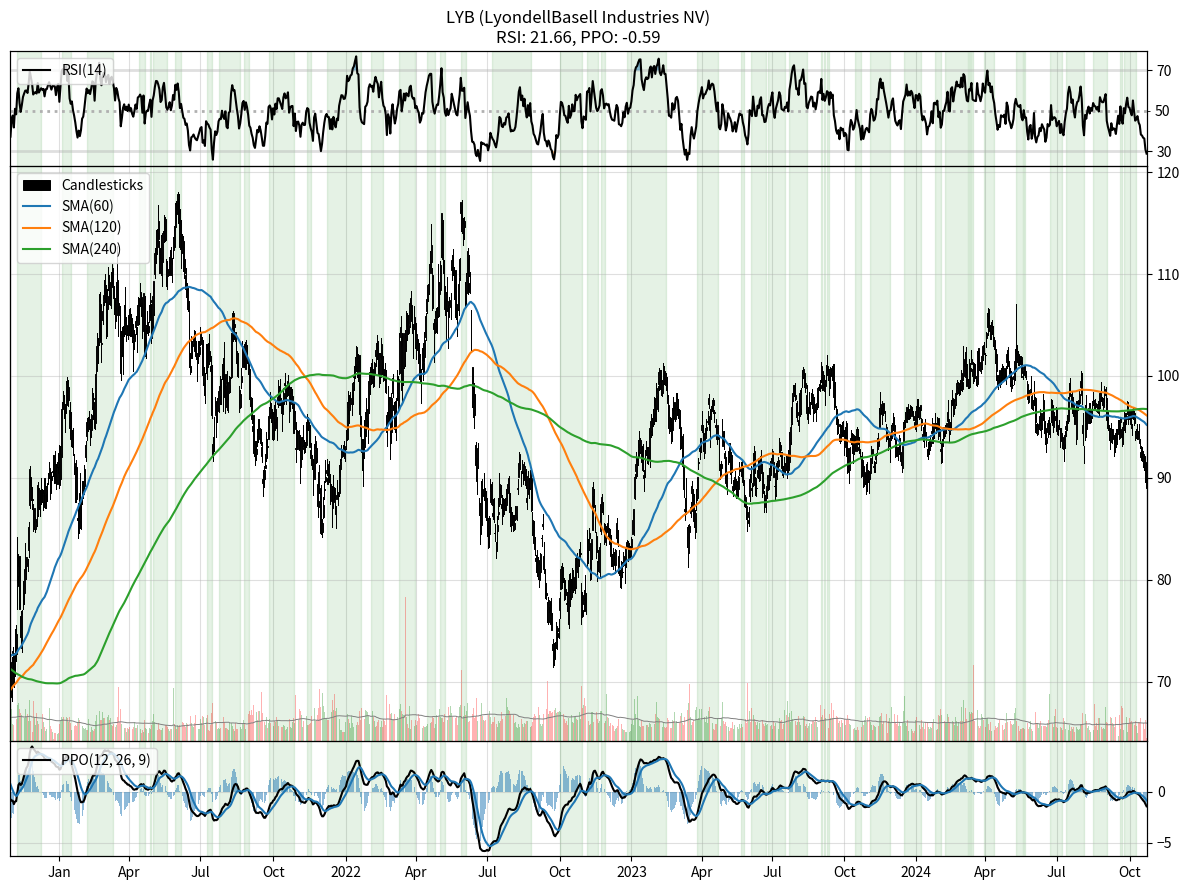 LYB (LyondellBasell Industries NV)
RSI: 21.66, PPO: -0.59
RSI(14)
70
50
30
Candlesticks
SMA(60)
SMA(120)
SMA(240)
120
110
100
90
80
70
PPO(12, 26, 9)
0
−5
Jan Apr Jul Oct 2022 Apr Jul Oct 2023 Apr Jul Oct 2024 Apr Jul Oct